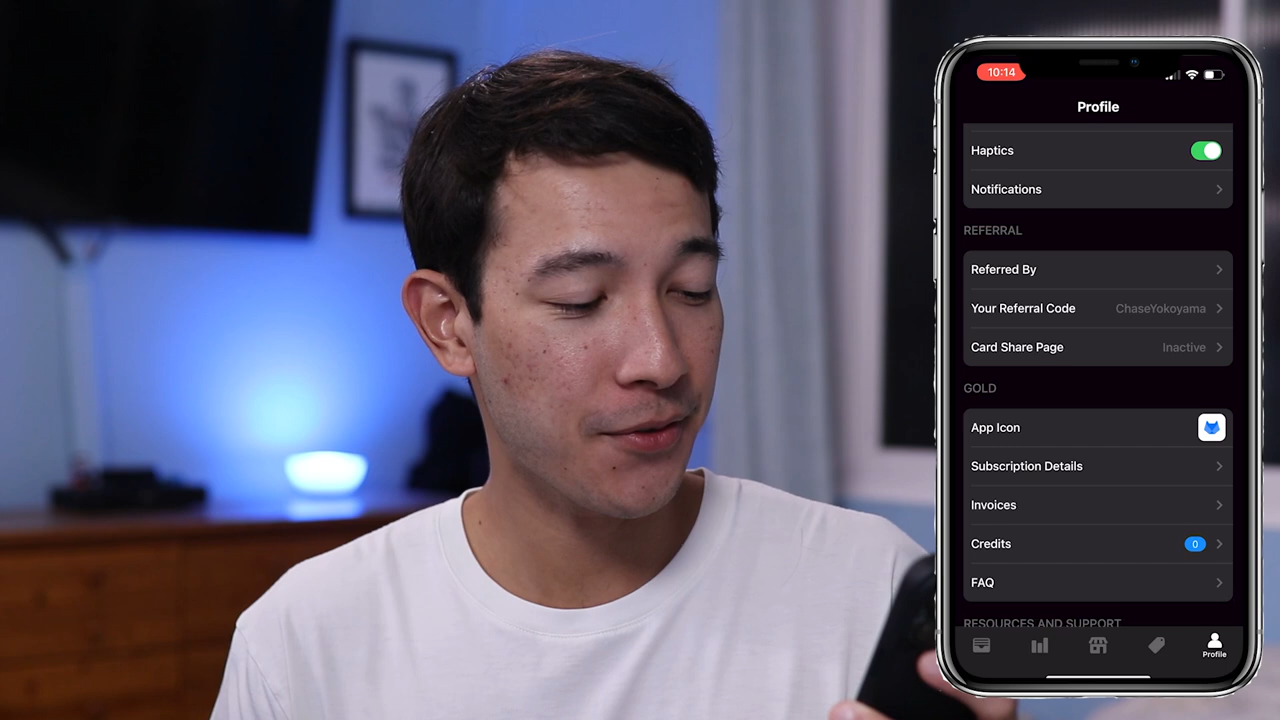 10:14
Profile
Haptics
Notifications
REFERRAL
Referred By
Your Referral Code ChaseYokoyama
Card Share Page Inactive
GOLD
App Icon
Subscription Details
Invoices
Credits 0
FAQ
RESOURCES AND SUPPORT
Profile